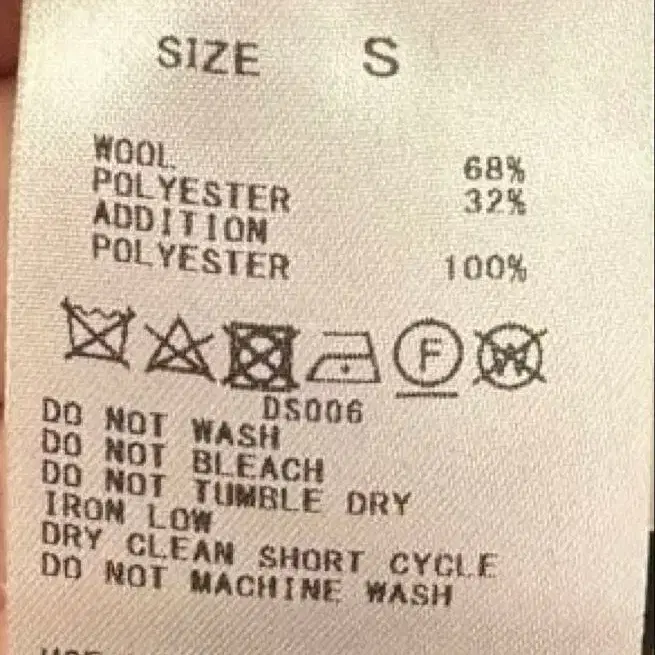 SIZE S
WOOL 68%
POLYESTER 32%
ADDITION
POLYESTER 100%
F W
DS006
DO NOT WASH
DO NOT BLEACH
DO NOT TUMBLE DRY
IRON LOW
DRY CLEAN SHORT CYCLE
DO NOT MACHINE WASH